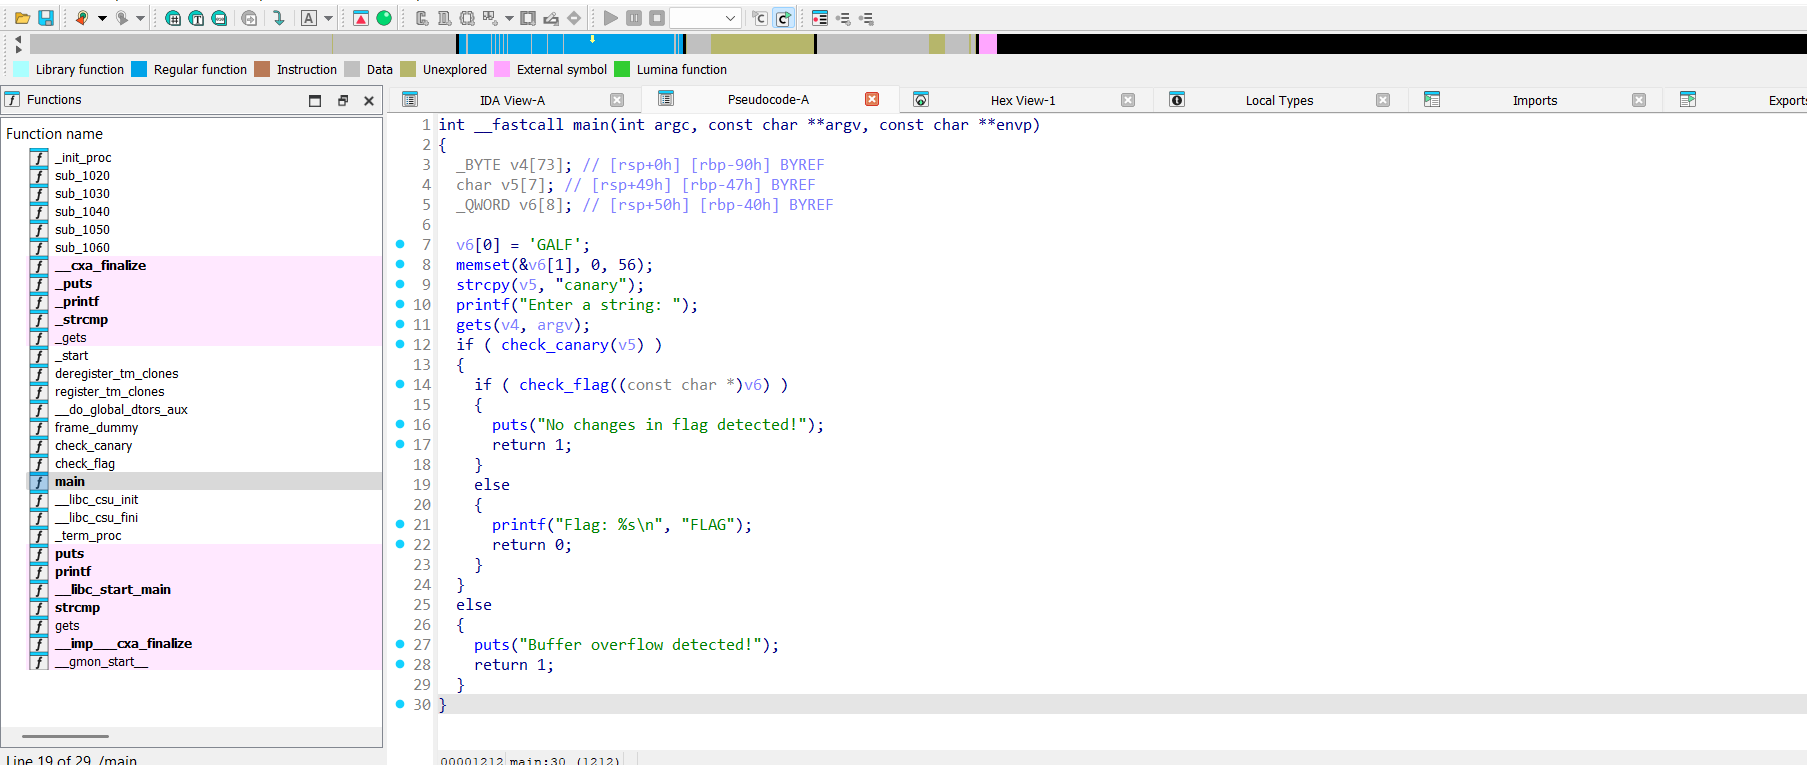 Library function Regular function Instruction Data Unexplored External symbol Lumina function
Functions
IDA View-A Pseudocode-A Hex View-1 Local Types Imports Exports
Function name
_init_proc
sub_1020
sub_1030
sub_1040
sub_1050
sub_1060
__cxa_finalize
_puts
_printf
_strcmp
_gets
_start
deregister_tm_clones
register_tm_clones
__do_global_dtors_aux
frame_dummy
check_canary
check_flag
main
__libc_csu_init
__libc_csu_fini
_term_proc
puts
printf
__libc_start_main
strcmp
gets
__imp___cxa_finalize
__gmon_start__
Line 19 of 29, /main
1 int __fastcall main(int argc, const char **argv, const char **envp)
2 {
3 _BYTE v4[73]; // [rsp+0h] [rbp-90h] BYREF
4 char v5[7]; // [rsp+49h] [rbp-47h] BYREF
5 _QWORD v6[8]; // [rsp+50h] [rbp-40h] BYREF
6
7 v6[0] = 'GALF';
8 memset(&v6[1], 0, 56);
9 strcpy(v5, "canary");
10 printf("Enter a string: ");
11 gets(v4, argv);
12 if ( check_canary(v5) )
13 {
14 if ( check_flag((const char *)v6) )
15 {
16 puts("No changes in flag detected!");
17 return 1;
18 }
19 else
20 {
21 printf("Flag: %s\n", "FLAG");
22 return 0;
23 }
24 }
25 else
26 {
27 puts("Buffer overflow detected!");
28 return 1;
29 }
30 }
00001212 main:30 (1212)